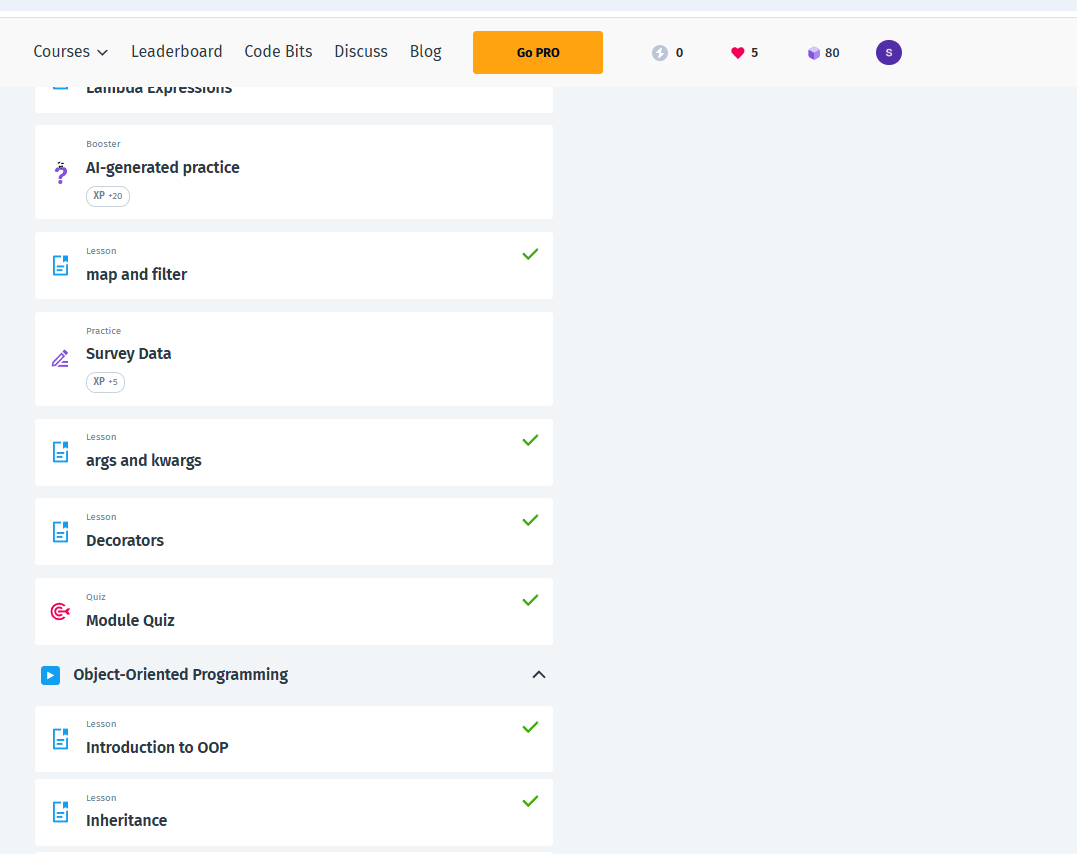 Courses Leaderboard Code Bits Discuss Blog Go PRO 0 5 80 S
Lambda Expressions
Booster
AI-generated practice
XP +20
Lesson
map and filter
Practice
Survey Data
XP +5
Lesson
args and kwargs
Lesson
Decorators
Quiz
Module Quiz
Object-Oriented Programming
Lesson
Introduction to OOP
Lesson
Inheritance